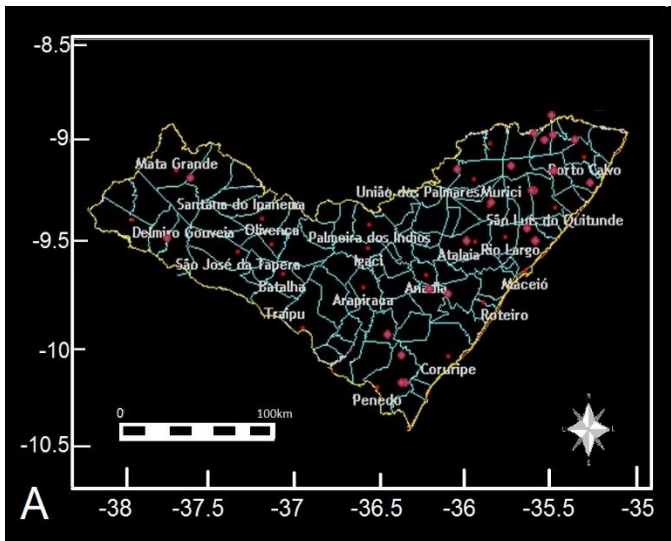 -8.5
-9
Mata Grande
Porto Calvo
União dos Palmares
Murici
Santana do Ipanema
São Luís do Quitunde
Delmiro Gouveia
Olivença
Palmeira dos Índios
-9.5
Rio Largo
Atalaia
Igaci
São José da Tapera
Batalha
Anadia
Maceió
Arapiraca
Traipu
Roteiro
-10
Coruripe
Penedo
0
100km
-10.5
A
-38
-37.5
-37
-36.5
-36
-35.5
-35